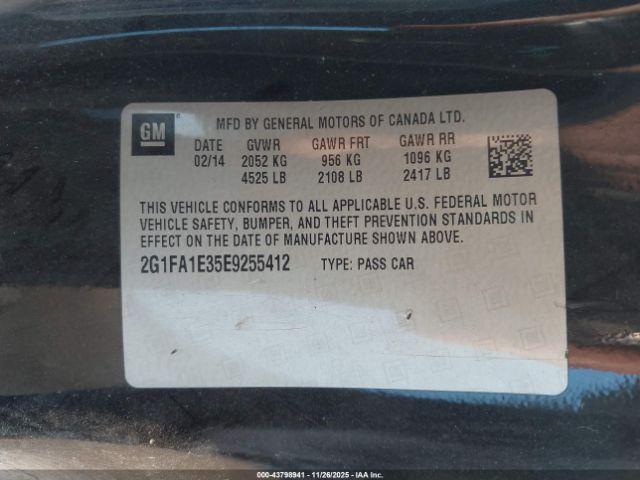 GM
MFD BY GENERAL MOTORS OF CANADA LTD.
DATE GVWR GAWR FRT GAWR RR
02/14 2052 KG 956 KG 1096 KG
4525 LB 2108 LB 2417 LB
THIS VEHICLE CONFORMS TO ALL APPLICABLE U.S. FEDERAL MOTOR
VEHICLE SAFETY, BUMPER, AND THEFT PREVENTION STANDARDS IN
EFFECT ON THE DATE OF MANUFACTURE SHOWN ABOVE.
2G1FA1E35E9255412 TYPE: PASS CAR
000-43798941 - 11/26/2025 - IAA Inc.